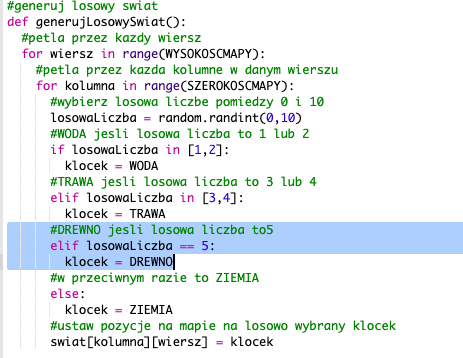 #generuj losowy swiat
def generujLosowySwiat():
  #petla przez kazdy wiersz
  for wiersz in range(WYSOKOSCMAPY):
    #petla przez kazda kolumne w danym wierszu
    for kolumna in range(SZEROKOSCMAPY):
      #wybierz losowa liczbe pomiedzy 0 i 10
      losowaLiczba = random.randint(0,10)
      #WODA jesli losowa liczba to 1 lub 2
      if losowaLiczba in [1,2]:
        klocek = WODA
      #TRAWA jesli losowa liczba to 3 lub 4
      elif losowaLiczba in [3,4]:
        klocek = TRAWA
      #DREWNO jesli losowa liczba to5
      elif losowaLiczba == 5:
        klocek = DREWNO
      #w przeciwnym razie to ZIEMIA
      else:
        klocek = ZIEMIA
      #ustaw pozycje na mapie na losowo wybrany klocek
      swiat[kolumna][wiersz] = klocek